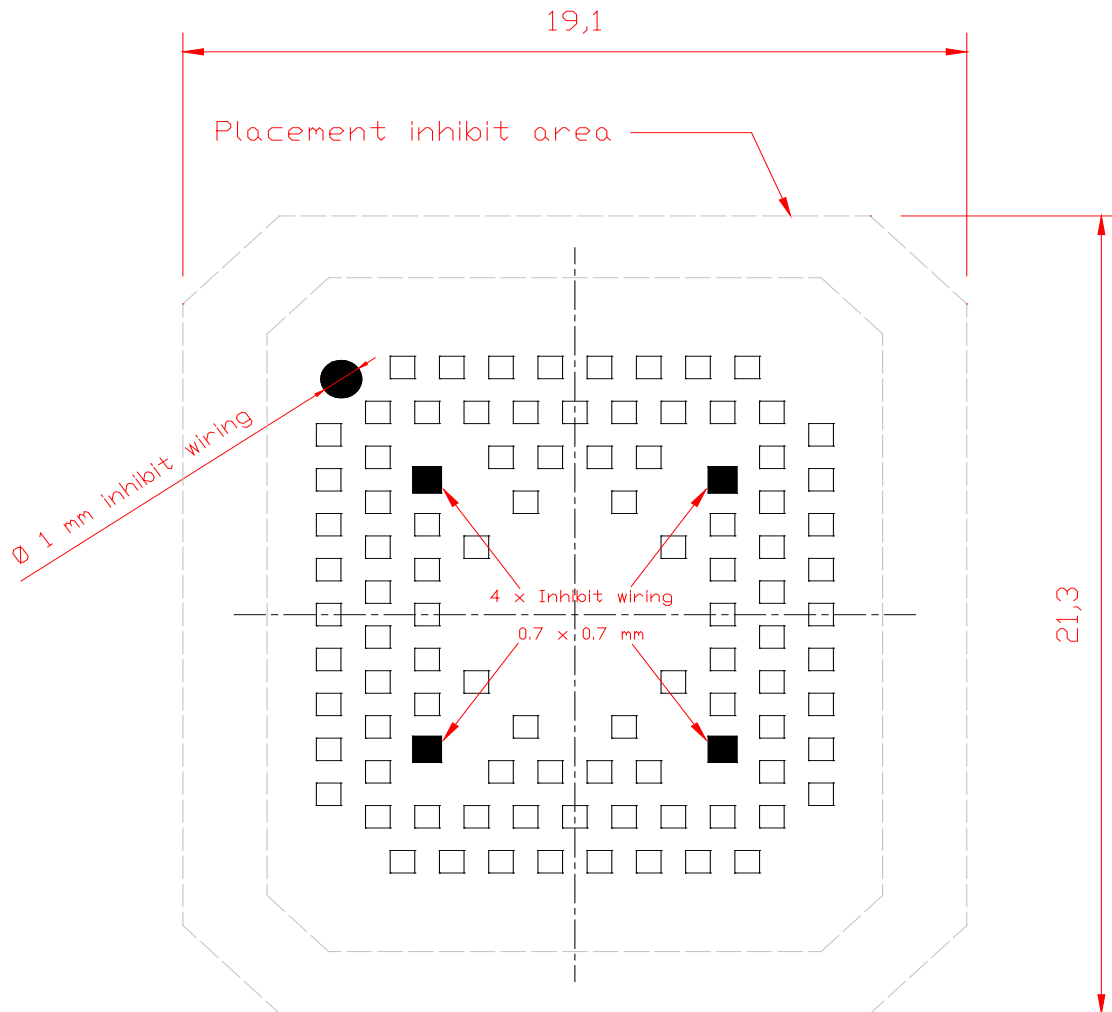 19,1
Placement inhibit area
Ø 1 mm inhibit wiring
4 x Inhibit wiring
0.7 x 0.7 mm
21,3